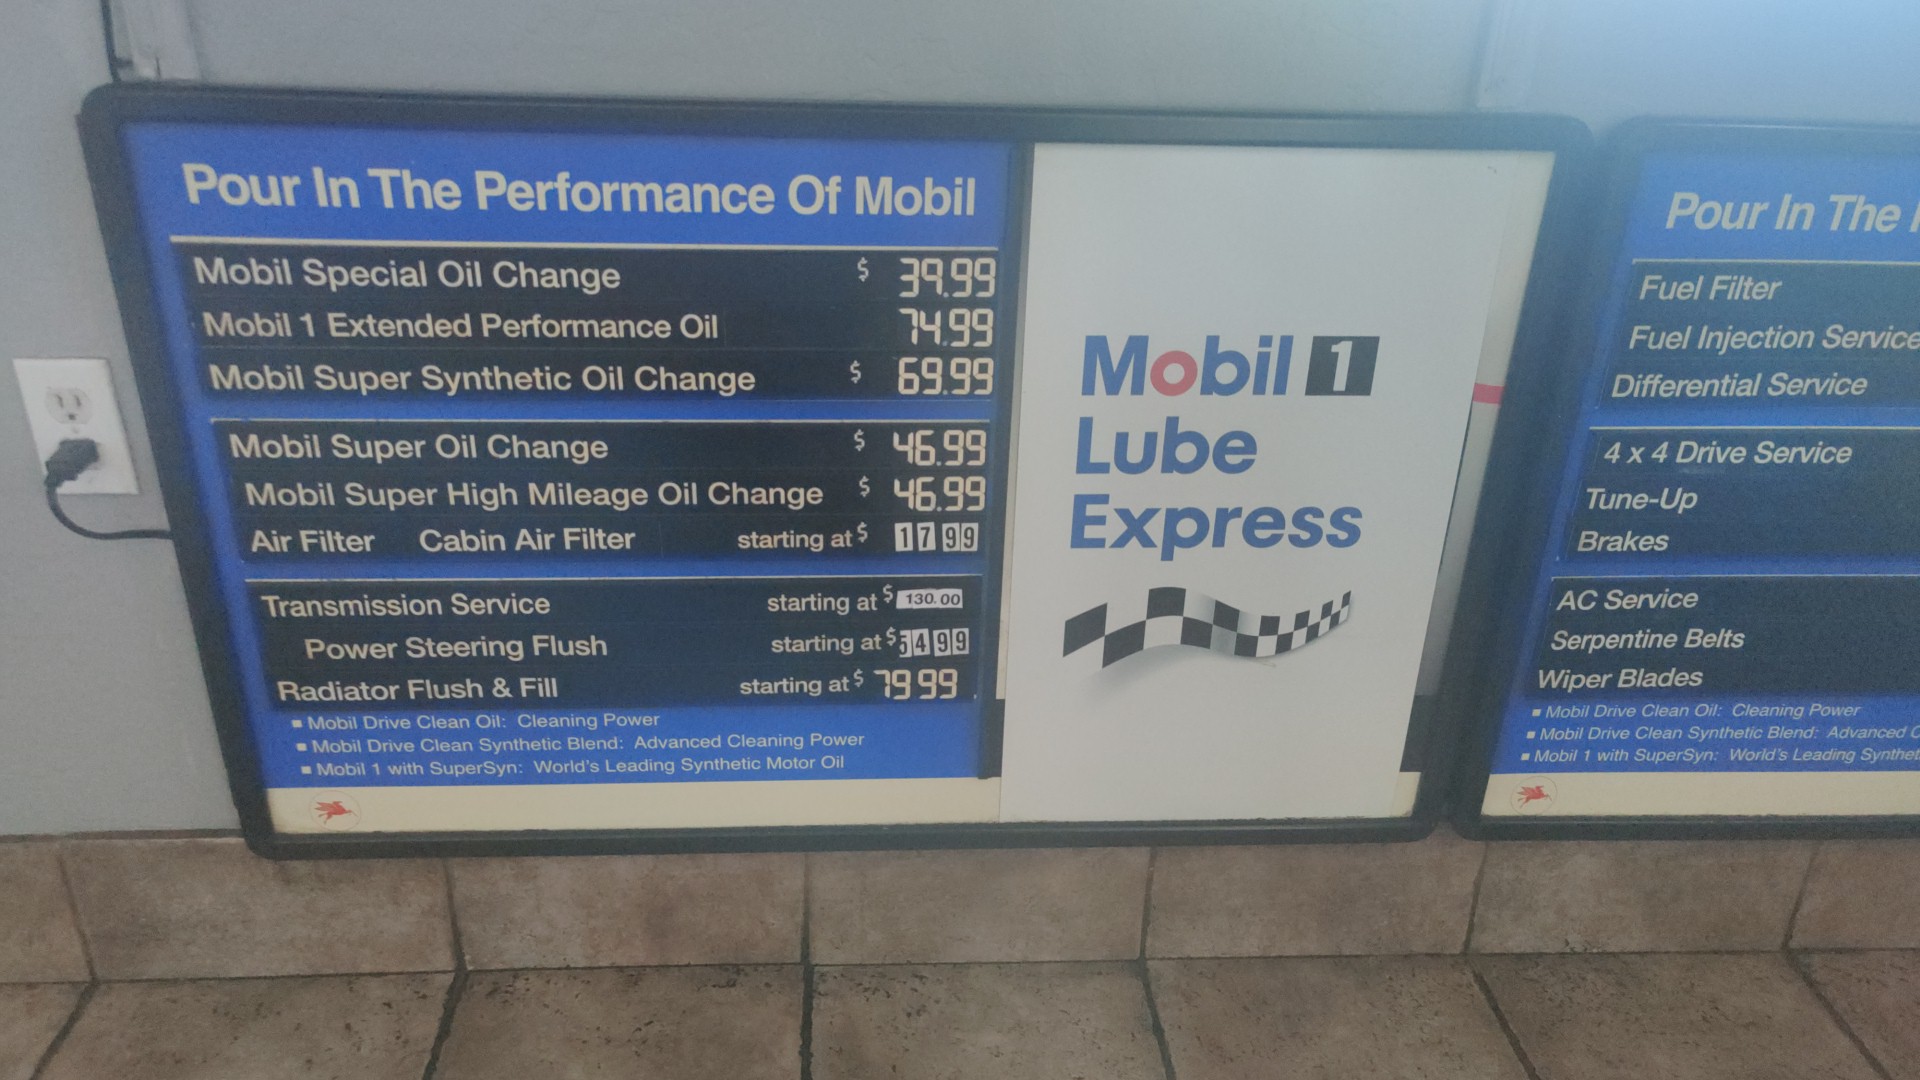 Pour In The Performance Of Mobil
Mobil Special Oil Change $ 39.99
Mobil 1 Extended Performance Oil 74.99
Mobil Super Synthetic Oil Change $ 69.99
Mobil Super Oil Change $ 46.99
Mobil Super High Mileage Oil Change $ 46.99
Air Filter Cabin Air Filter starting at $ 17 99
Transmission Service starting at $ 130.00
Power Steering Flush starting at $ 54 99
Radiator Flush & Fill starting at $ 79 99
▪ Mobil Drive Clean Oil: Cleaning Power
▪ Mobil Drive Clean Synthetic Blend: Advanced Cleaning Power
▪ Mobil 1 with SuperSyn: World's Leading Synthetic Motor Oil
Mobil 1
Lube
Express
Pour In The
Fuel Filter
Fuel Injection Service
Differential Service
4 x 4 Drive Service
Tune-Up
Brakes
AC Service
Serpentine Belts
Wiper Blades
▪ Mobil Drive Clean Oil: Cleaning Power
▪ Mobil Drive Clean Synthetic Blend: Advanced
▪ Mobil 1 with SuperSyn: World's Leading